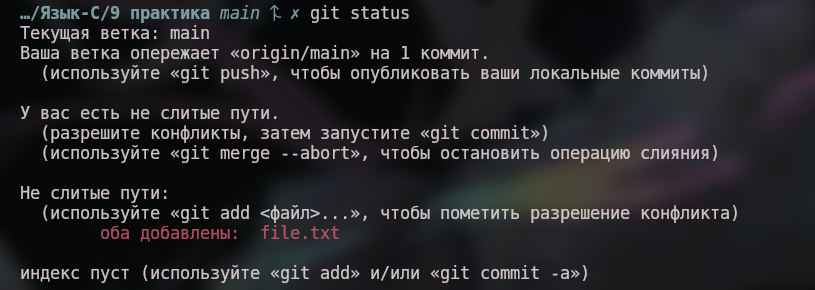 …/Язык-C/9 практика main ✗ git status
Текущая ветка: main
Ваша ветка опережает «origin/main» на 1 коммит.
(используйте «git push», чтобы опубликовать ваши локальные коммиты)
У вас есть не слитые пути.
(разрешите конфликты, затем запустите «git commit»)
(используйте «git merge --abort», чтобы остановить операцию слияния)
Не слитые пути:
(используйте «git add <файл>...», чтобы пометить разрешение конфликта)
оба добавлены: file.txt
индекс пуст (используйте «git add» и/или «git commit -a»)